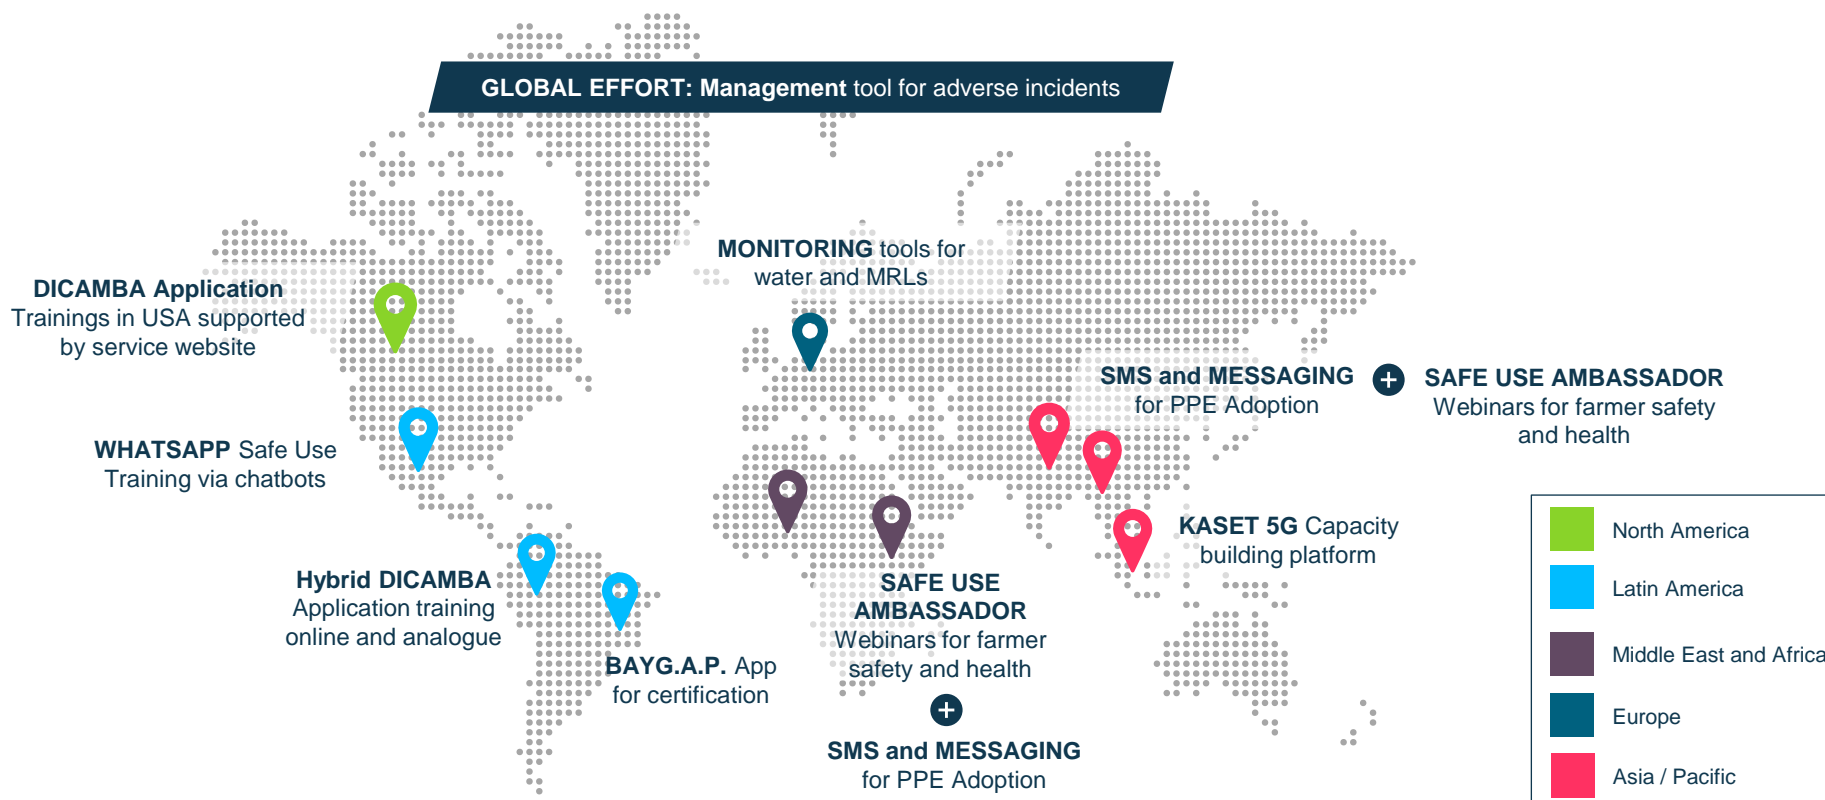 GLOBAL EFFORT: Management tool for adverse incidents
MONITORING tools for
water and MRLs
DICAMBA Application
Trainings in USA supported
by service website
SMS and MESSAGING
for PPE Adoption
SAFE USE AMBASSADOR
Webinars for farmer safety
and health
WHATSAPP Safe Use
Training via chatbots
KASET 5G Capacity
building platform
Hybrid DICAMBA
Application training
online and analogue
BAYG.A.P. App
for certification
SAFE USE
AMBASSADOR
Webinars for farmer
safety and health
SMS and MESSAGING
for PPE Adoption
North America
Latin America
Middle East and Africa
Europe
Asia / Pacific